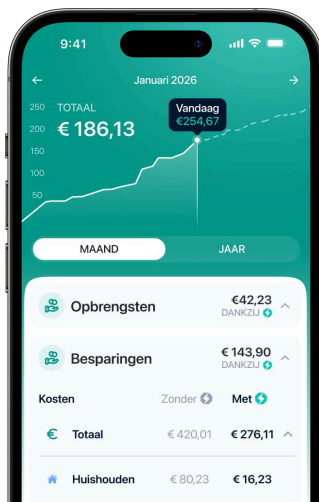 9:41
Januari 2026
250
TOTAAL
€ 186,13
Vandaag
€254,67
200
150
100
50
MAAND
JAAR
Opbrengsten
€42,23
DANKZIJ
Besparingen
€ 143,90
DANKZIJ
Kosten
Zonder
Met
€
Totaal
€ 420,01
€ 276,11
Huishouden
€ 80,23
€ 16,23